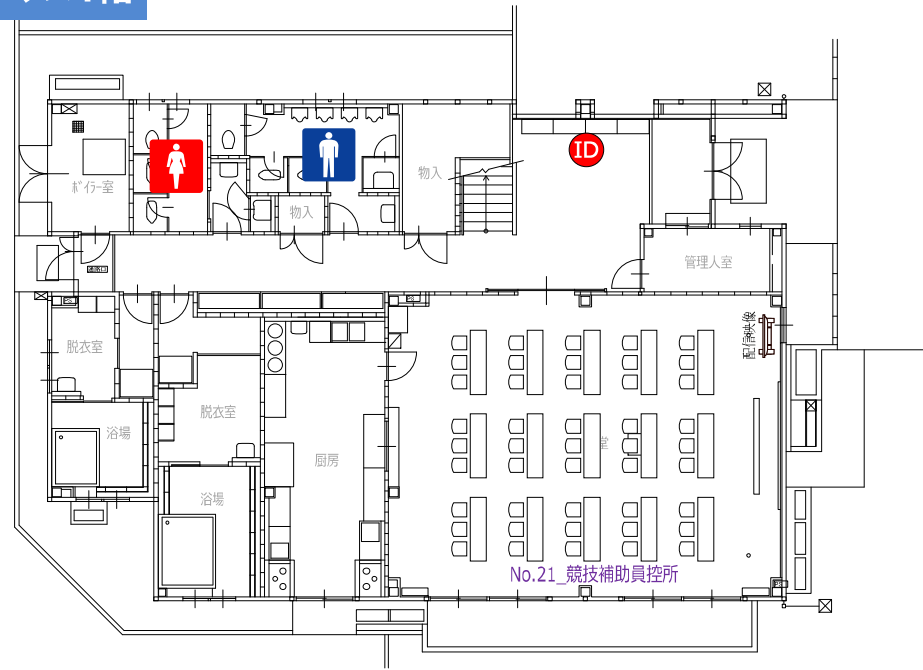 ID
ﾎﾞｲﾗｰ室
物入
物入
管理人室
PS
PS
脱衣室
配信映像
脱衣室
堂
浴場
厨房
浴場
No.21_競技補助員控所